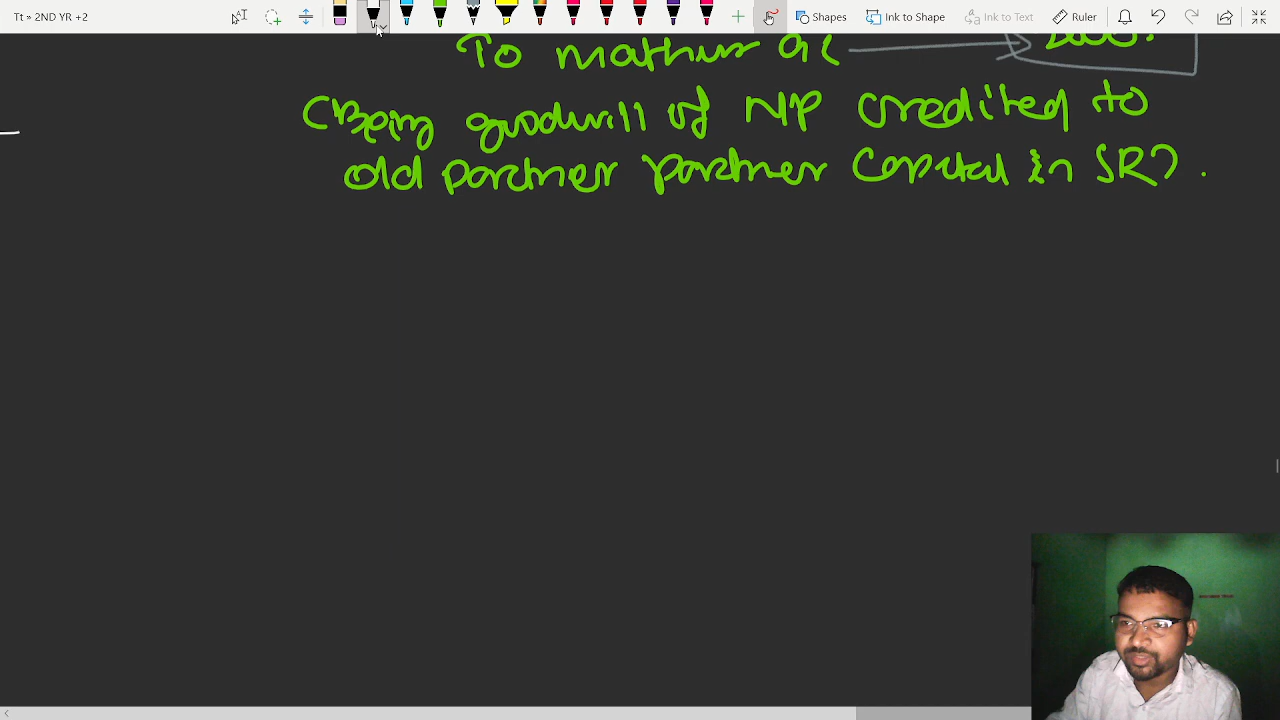 Tt » 2ND YR +2
Shapes
Ink to Shape
Ink to Text
Ruler
To mathur a/c 2000.
(Being goodwill of NP credited to
old partner partner Capital in SR).